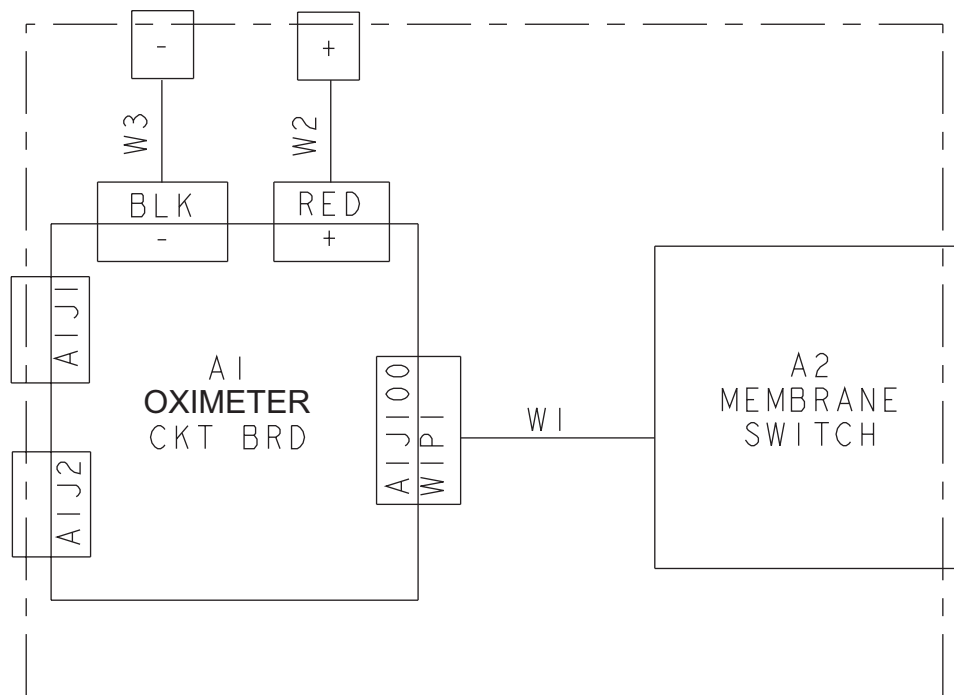 -
+
W3
W2
BLK
RED
-
+
A1J1
A1
OXIMETER
CKT BRD
A1J2
A1J100
W1P1
W1
A2
MEMBRANE
SWITCH